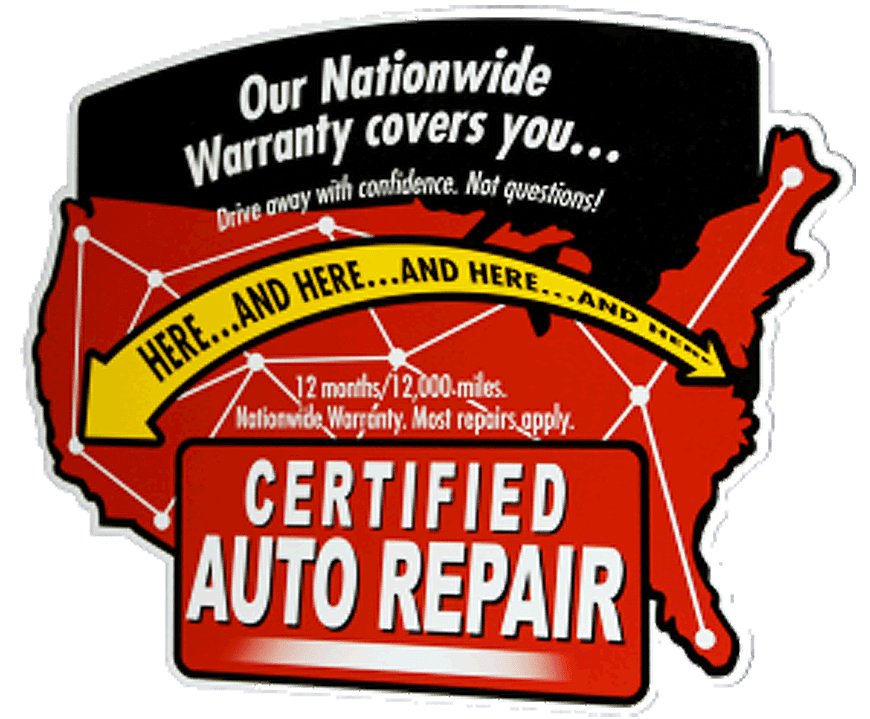 Our Nationwide
Warranty covers you...
Drive away with confidence. Not questions!
HERE...AND HERE...AND HERE...AND HERE
12 months/12,000-miles.
Nationwide Warranty. Most repairs apply.
CERTIFIED
AUTO REPAIR